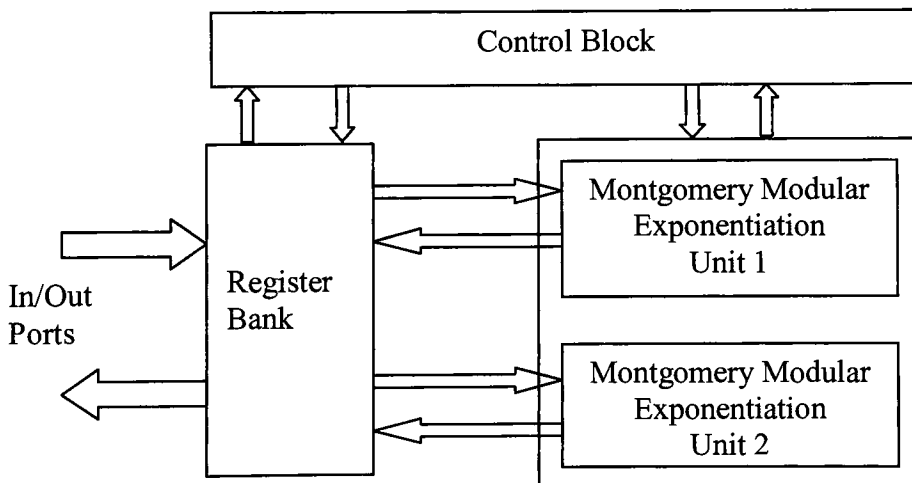 Control Block
Montgomery Modular
Exponentiation
Unit 1
In/Out
Ports
Register
Bank
Montgomery Modular
Exponentiation
Unit 2